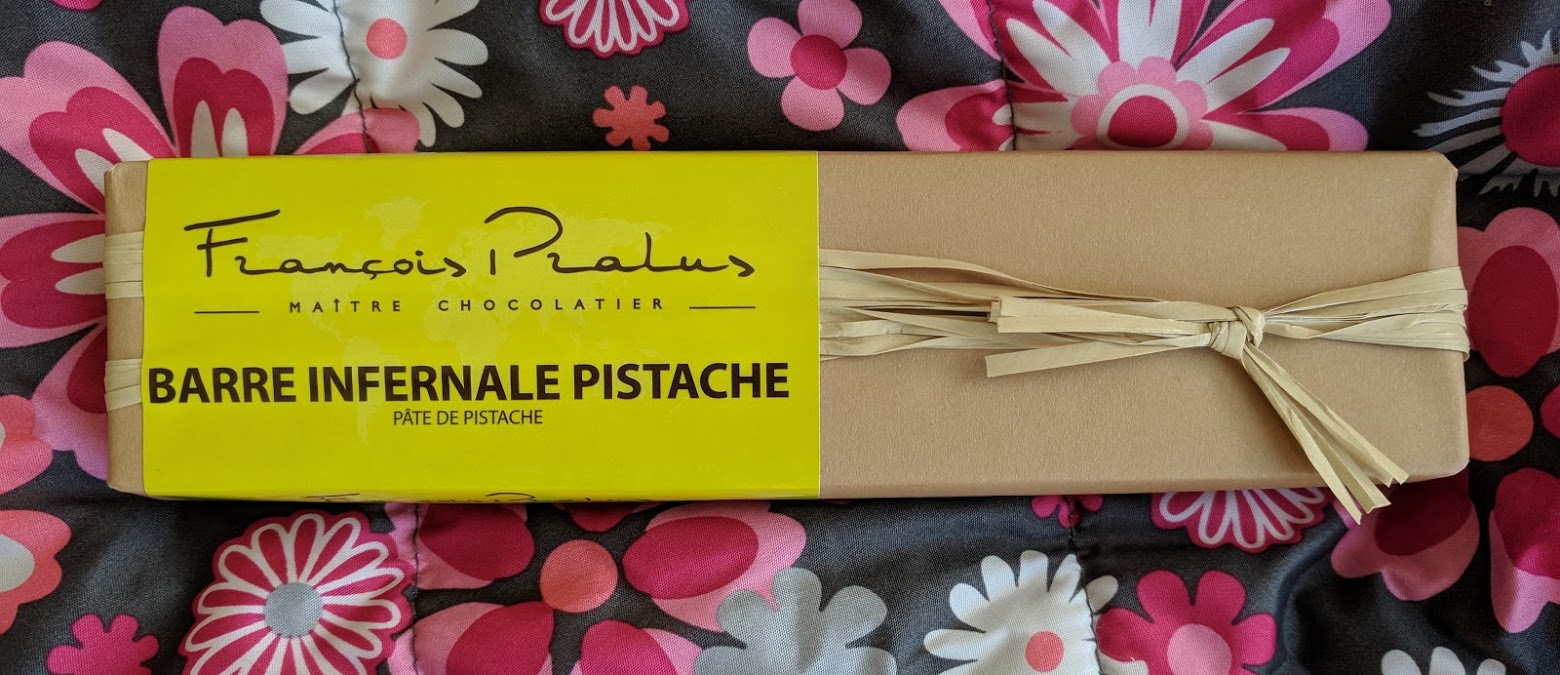 François Pralus
MAÎTRE CHOCOLATIER
BARRE INFERNALE PISTACHE
PÂTE DE PISTACHE